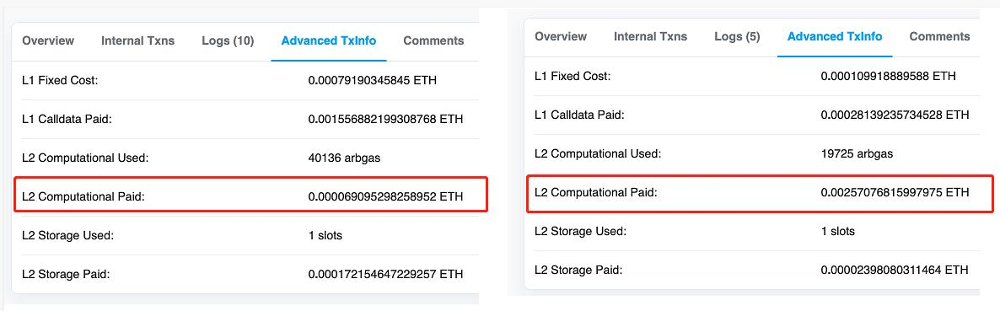 Overview Internal Txns Logs (10) Advanced TxInfo Comments
L1 Fixed Cost: 0.00079190345845 ETH
L1 Calldata Paid: 0.001556882199308768 ETH
L2 Computational Used: 40136 arbgas
L2 Computational Paid: 0.000069095298258952 ETH
L2 Storage Used: 1 slots
L2 Storage Paid: 0.000172154647229257 ETH
Overview Internal Txns Logs (5) Advanced TxInfo Comments
L1 Fixed Cost: 0.000109918889588 ETH
L1 Calldata Paid: 0.00028139235734528 ETH
L2 Computational Used: 19725 arbgas
L2 Computational Paid: 0.00257076815997975 ETH
L2 Storage Used: 1 slots
L2 Storage Paid: 0.00002398080311464 ETH